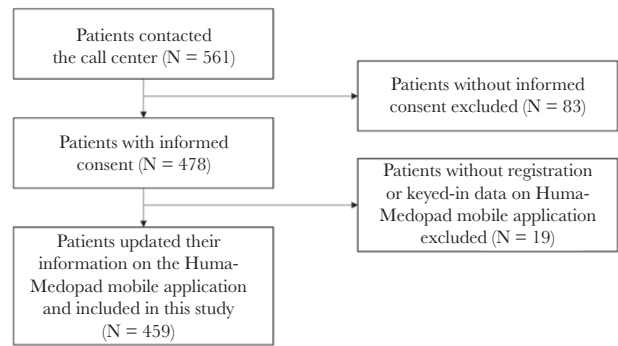 Patients contacted
the call center (N = 561)
Patients without informed
consent excluded (N = 83)
Patients with informed
consent (N = 478)
Patients without registration
or keyed-in data on Huma-
Medopad mobile application
excluded (N = 19)
Patients updated their
information on the Huma-
Medopad mobile application
and included in this study
(N = 459)